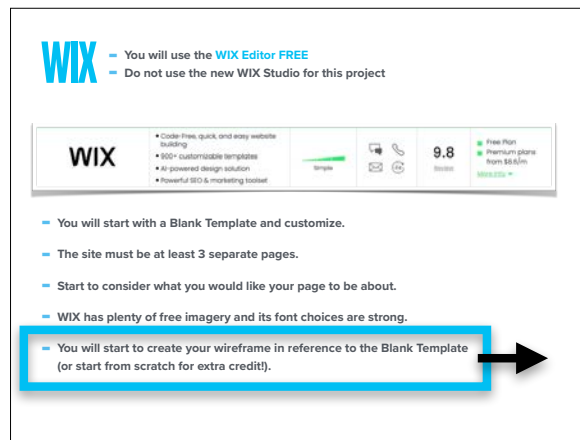 WIX
You will use the WIX Editor FREE
Do not use the new WIX Studio for this project
WIX
Code-Free, quick, and easy website
building
900+ customizable templates
AI-powered design solution
Powerful SEO & marketing toolset
Simple
9.8
Free Plan
Premium plans
from $8.6/m
More Info
You will start with a Blank Template and customize.
The site must be at least 3 separate pages.
Start to consider what you would like your page to be about.
WIX has plenty of free imagery and its font choices are strong.
You will start to create your wireframe in reference to the Blank Template
(or start from scratch for extra credit!).